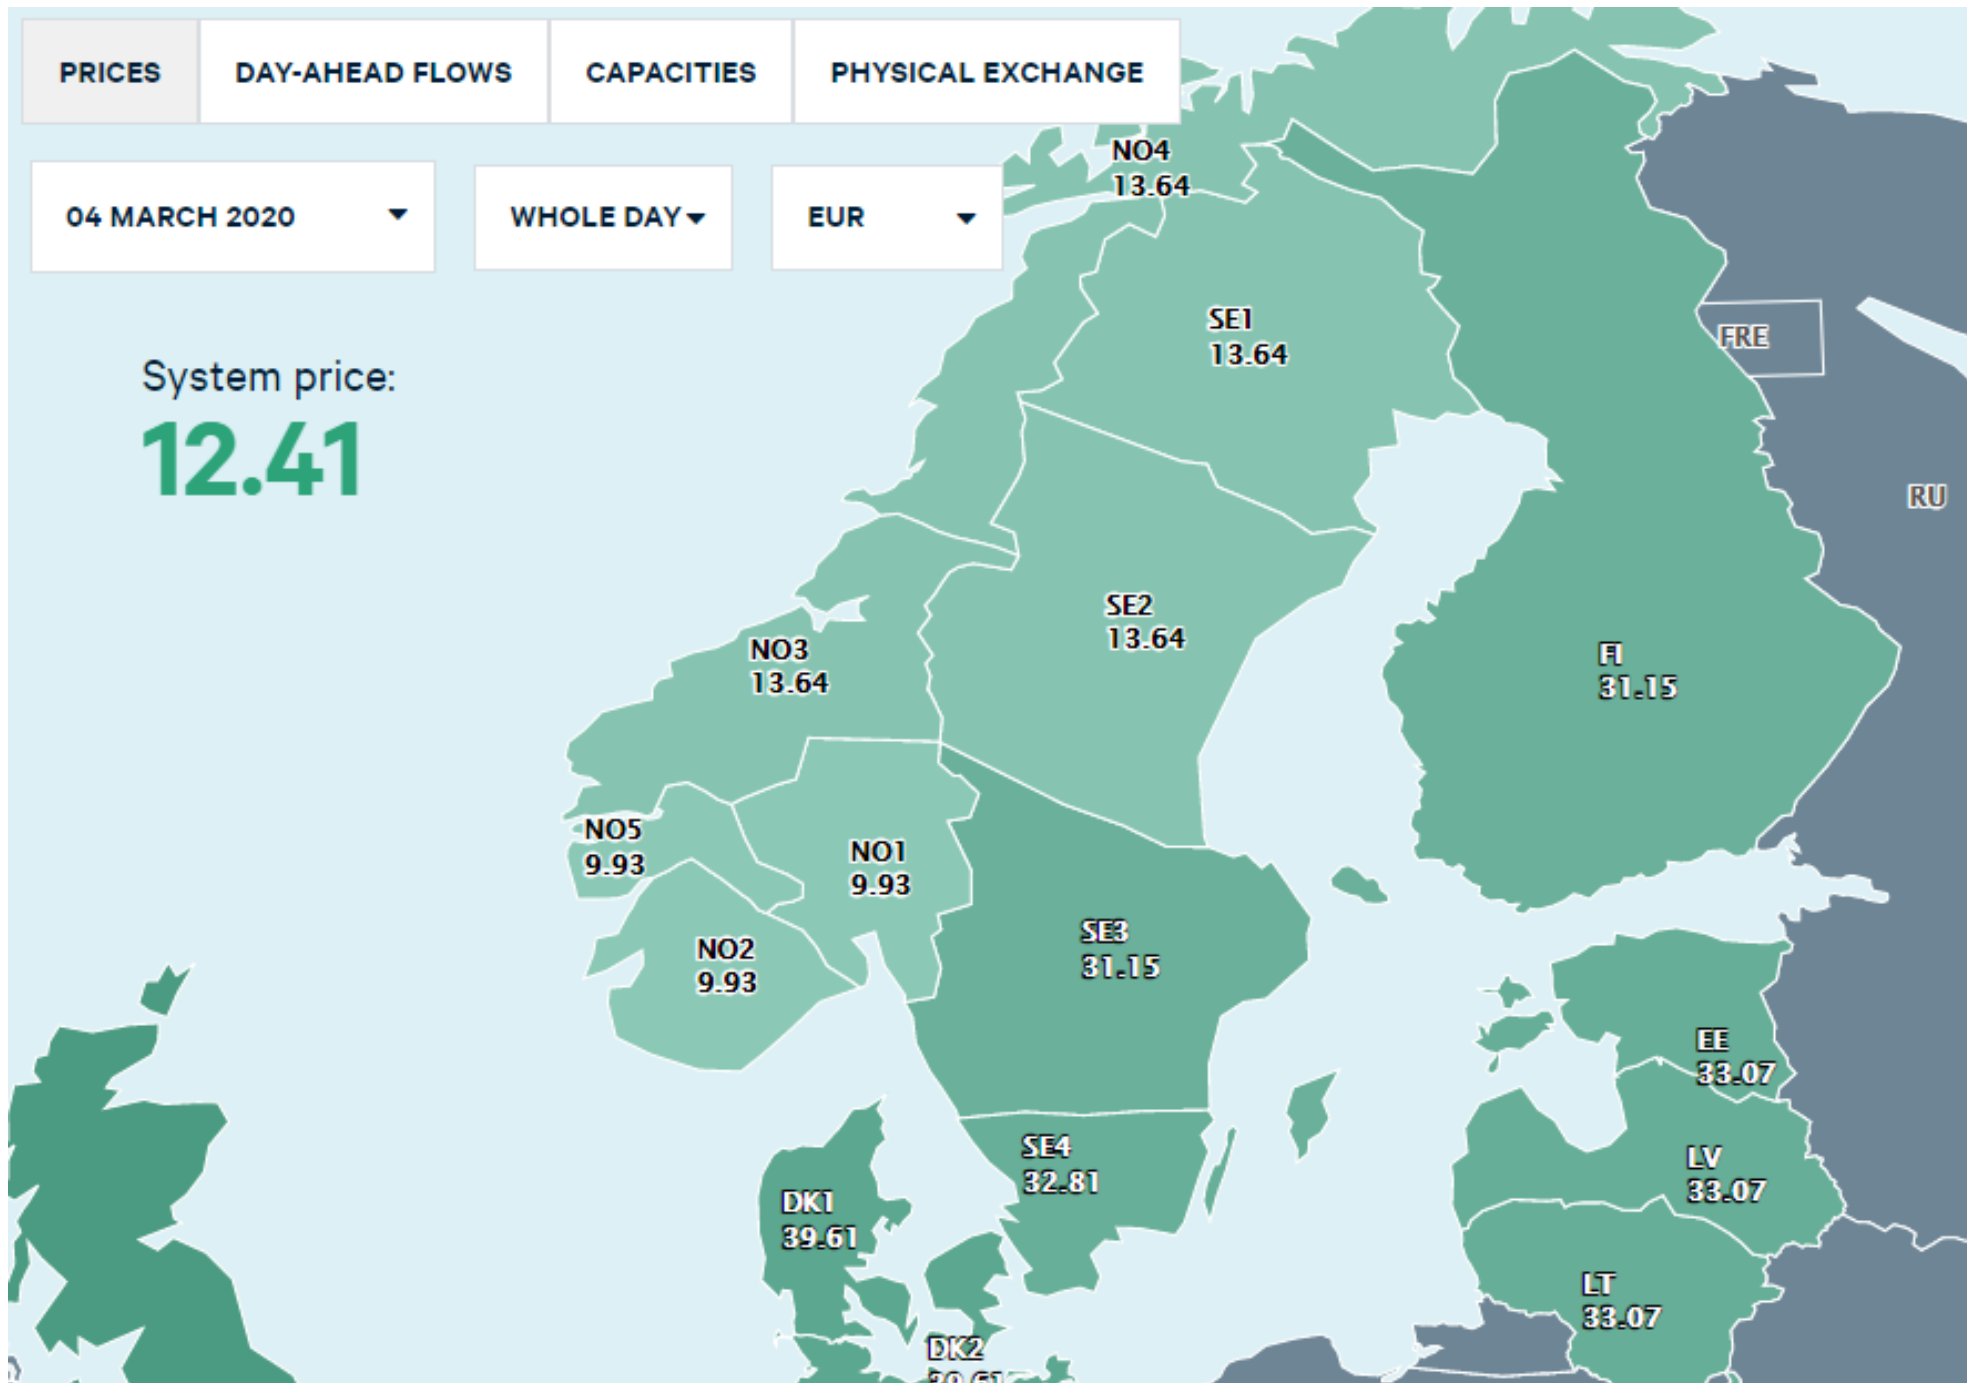 PRICES
DAY-AHEAD FLOWS
CAPACITIES
PHYSICAL EXCHANGE
04 MARCH 2020
WHOLE DAY
EUR
System price:
12.41
NO4
13.64
SE1
13.64
FRE
RU
SE2
13.64
NO3
13.64
FI
31.15
NO5
9.93
NO1
9.93
NO2
9.93
SE3
31.15
EE
33.07
SE4
32.81
LV
33.07
DK1
39.61
LT
33.07
DK2